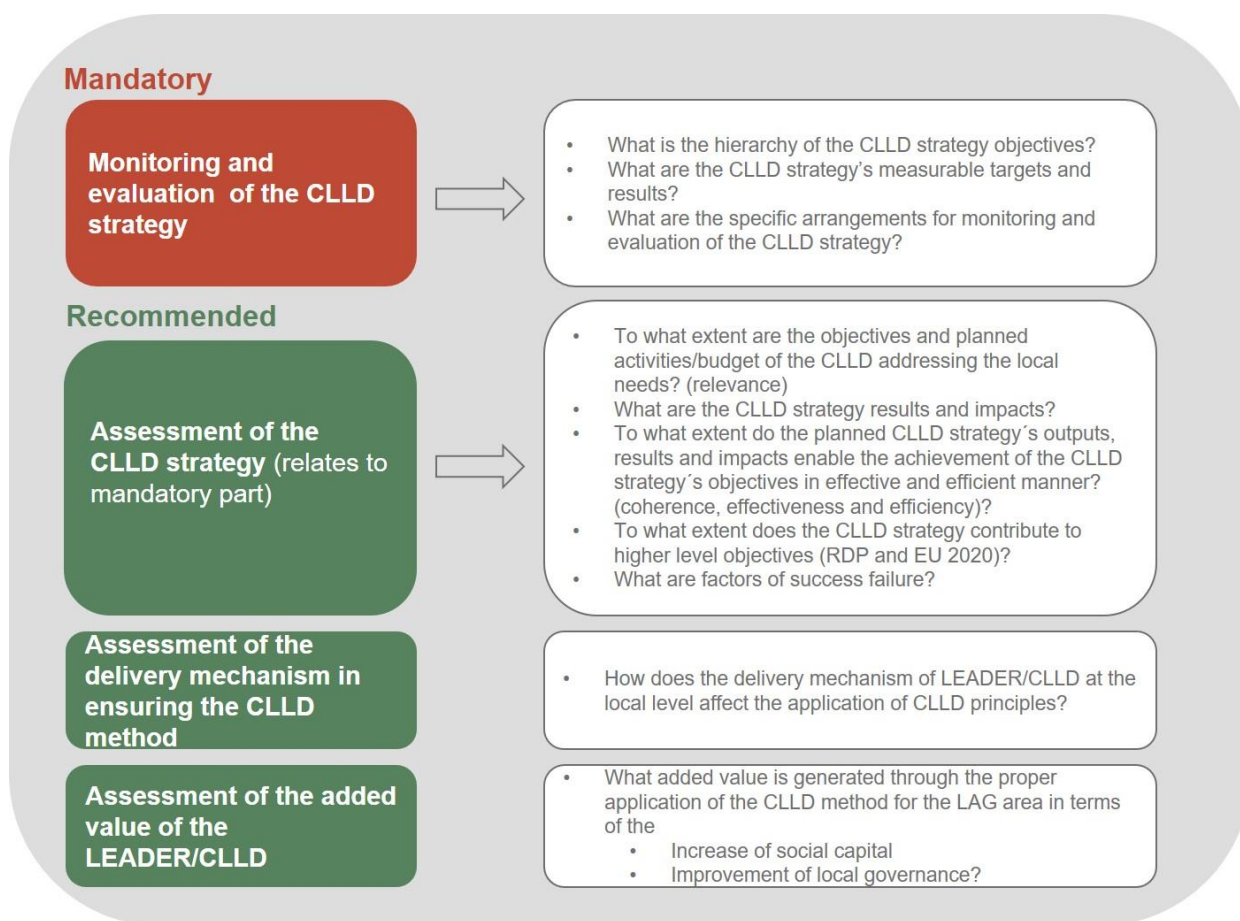 Mandatory
Monitoring and
evaluation of the CLLD
strategy
• What is the hierarchy of the CLLD strategy objectives?
• What are the CLLD strategy’s measurable targets and
results?
• What are the specific arrangements for monitoring and
evaluation of the CLLD strategy?
Recommended
Assessment of the
CLLD strategy (relates to
mandatory part)
• To what extent are the objectives and planned
activities/budget of the CLLD addressing the local
needs? (relevance)
• What are the CLLD strategy results and impacts?
• To what extent do the planned CLLD strategy´s outputs,
results and impacts enable the achievement of the CLLD
strategy´s objectives in effective and efficient manner?
(coherence, effectiveness and efficiency)?
• To what extent does the CLLD strategy contribute to
higher level objectives (RDP and EU 2020)?
• What are factors of success failure?
Assessment of the
delivery mechanism in
ensuring the CLLD
method
• How does the delivery mechanism of LEADER/CLLD at the
local level affect the application of CLLD principles?
Assessment of the added
value of the
LEADER/CLLD
• What added value is generated through the proper
application of the CLLD method for the LAG area in terms
of the
• Increase of social capital
• Improvement of local governance?